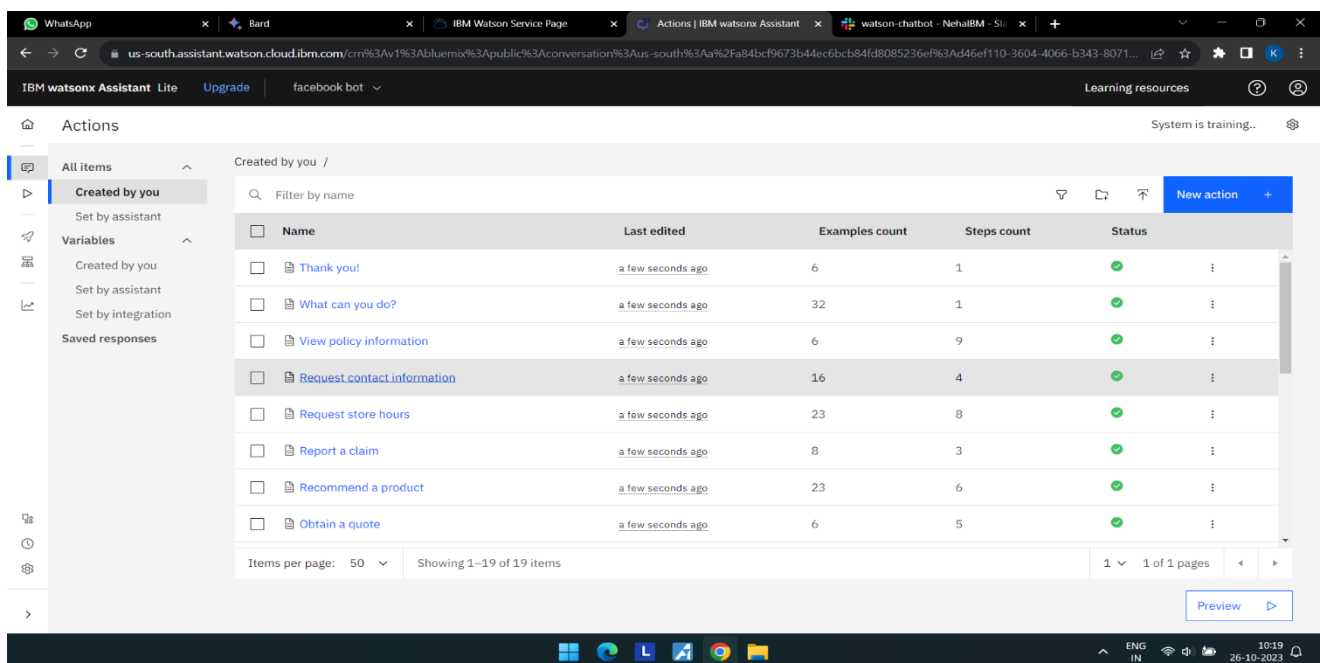 WhatsApp Bard IBM Watson Service Page Actions | IBM watsonx Assistant watson-chatbot - NehalBM - Sla
us-south.assistant.watson.cloud.ibm.com/crn%3Av1%3Abluemix%3Apublic%3Aconversation%3Aus-south%3Aa%2Fa84bcf9673b44ec6bcb84fd8085236ef%3Ad46ef110-3604-4066-b343-8071... K
IBM watsonx Assistant Lite Upgrade facebook bot Learning resources
Actions System is training..
All items
Created by you
Set by assistant
Variables
Created by you
Set by assistant
Set by integration
Saved responses
Created by you /
Filter by name New action +
Name Last edited Examples count Steps count Status
Thank you! a few seconds ago 6 1
What can you do? a few seconds ago 32 1
View policy information a few seconds ago 6 9
Request contact information a few seconds ago 16 4
Request store hours a few seconds ago 23 8
Report a claim a few seconds ago 8 3
Recommend a product a few seconds ago 23 6
Obtain a quote a few seconds ago 6 5
Items per page: 50 Showing 1–19 of 19 items 1 1 of 1 pages
Preview
L ENG
IN 10:19
26-10-2023